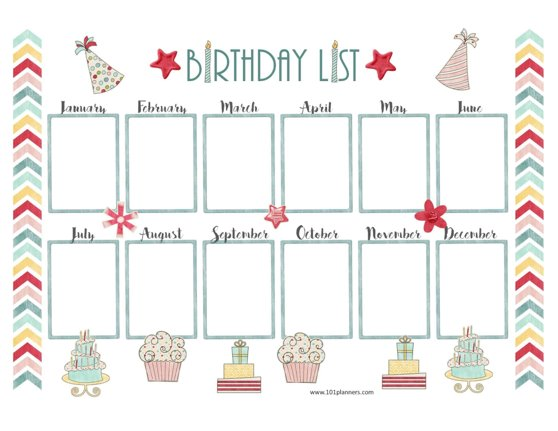 BIRTHDAY LIST
January February March April May June
July August September October November December
www.101planners.com